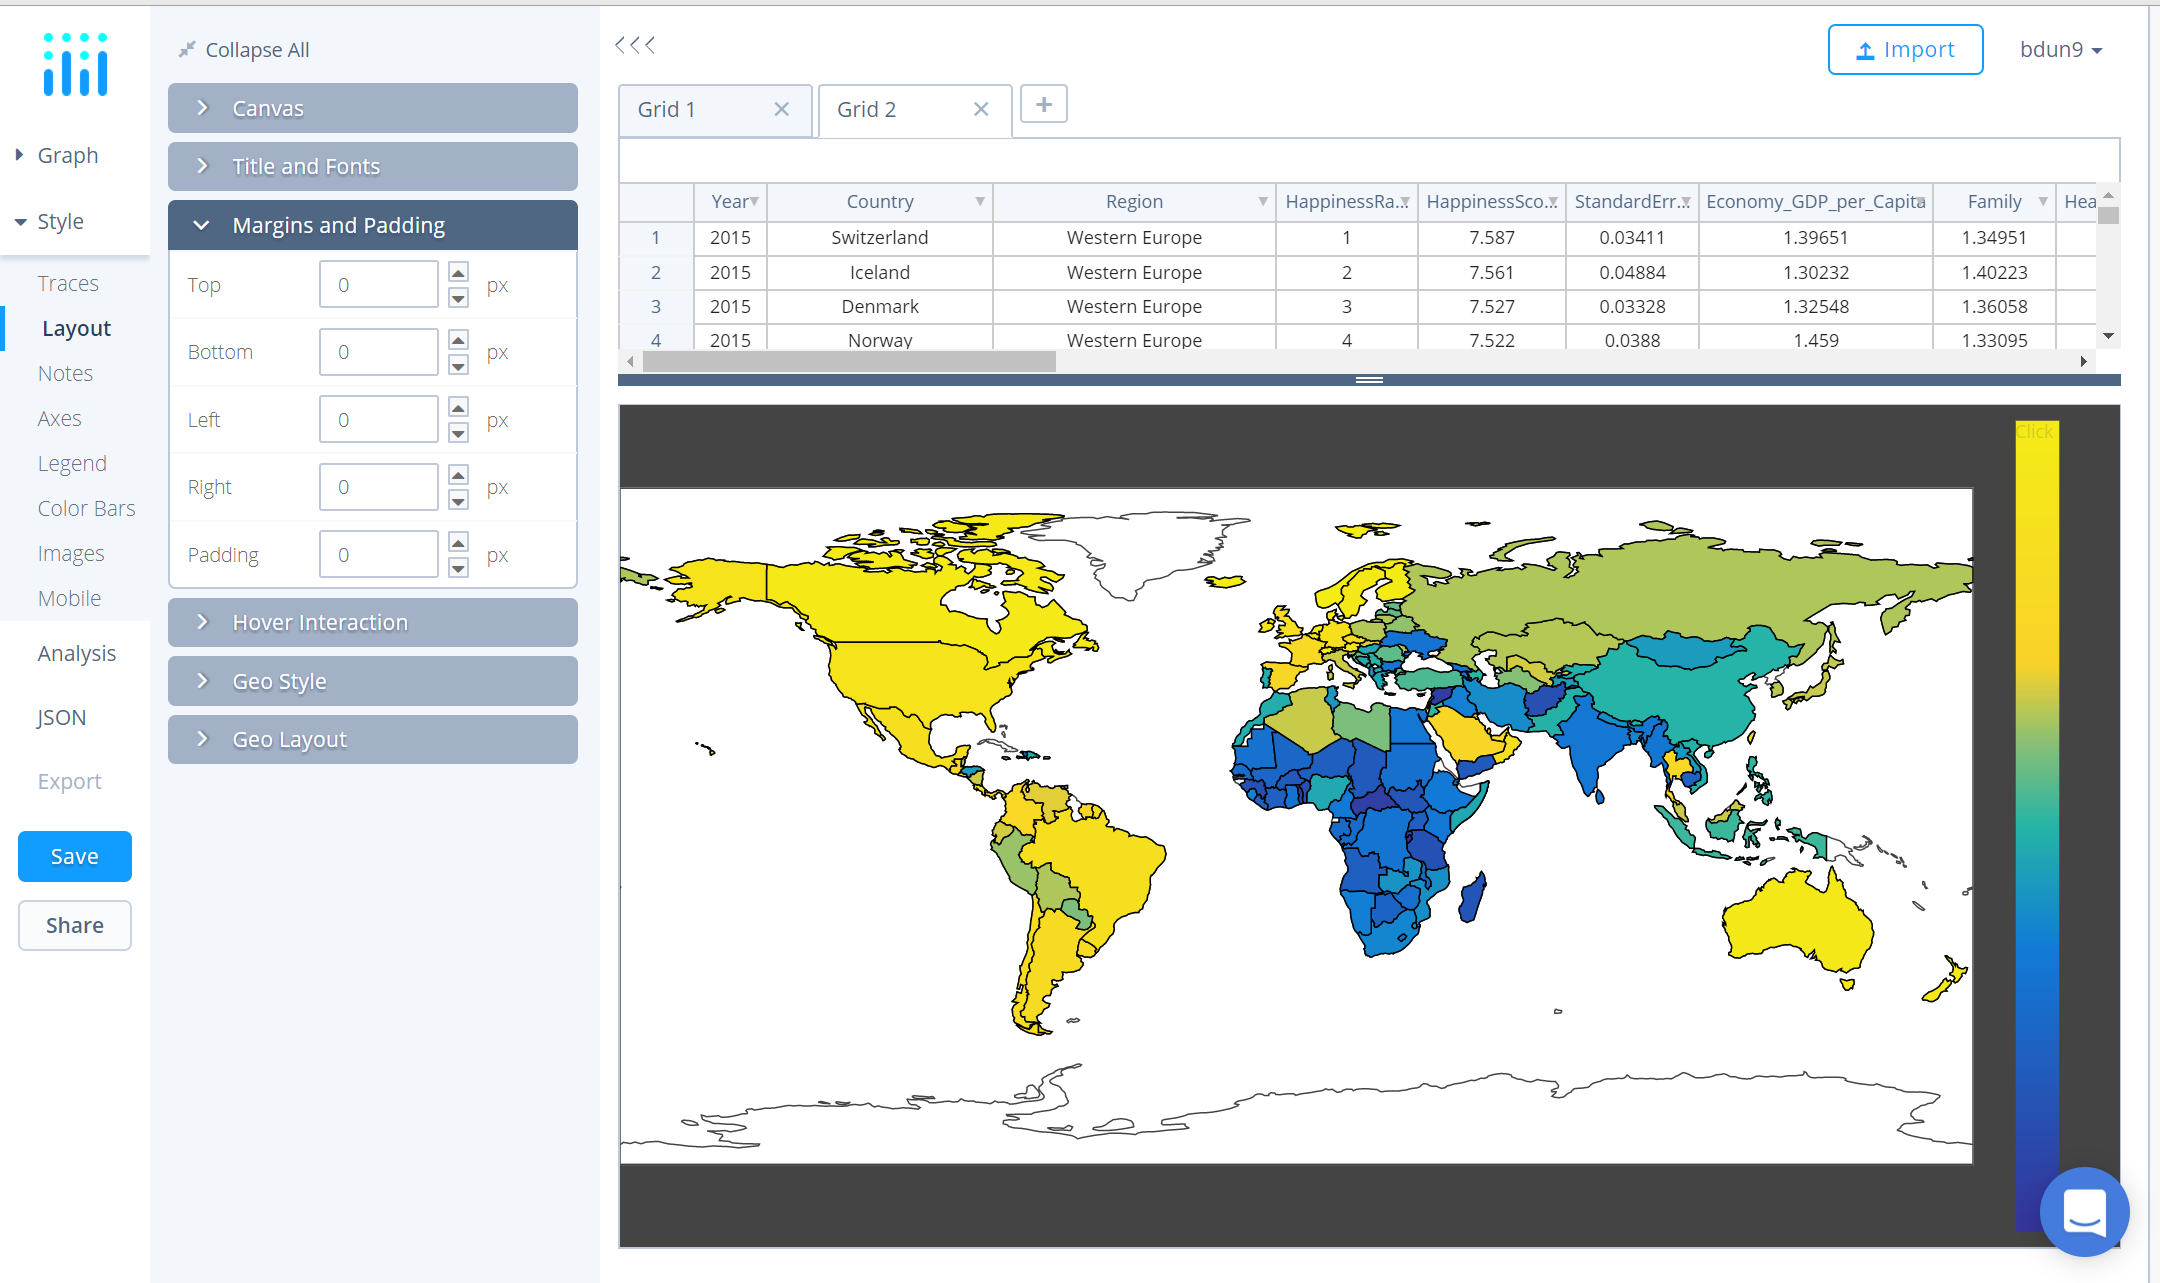 Collapse All
Import
bdun9
Canvas
Grid 1
Grid 2
+
Graph
Title and Fonts
Style
Margins and Padding
Year Country Region HappinessRa... HappinessSco... StandardErr... Economy_GDP_per_Capita Family Hea
1 2015 Switzerland Western Europe 1 7.587 0.03411 1.39651 1.34951
2 2015 Iceland Western Europe 2 7.561 0.04884 1.30232 1.40223
3 2015 Denmark Western Europe 3 7.527 0.03328 1.32548 1.36058
4 2015 Norway Western Europe 4 7.522 0.0388 1.459 1.33095
Traces
Layout
Notes
Axes
Legend
Color Bars
Images
Mobile
Analysis
JSON
Export
Save
Share
Top 0 px
Bottom 0 px
Left 0 px
Right 0 px
Padding 0 px
Hover Interaction
Geo Style
Geo Layout
Click